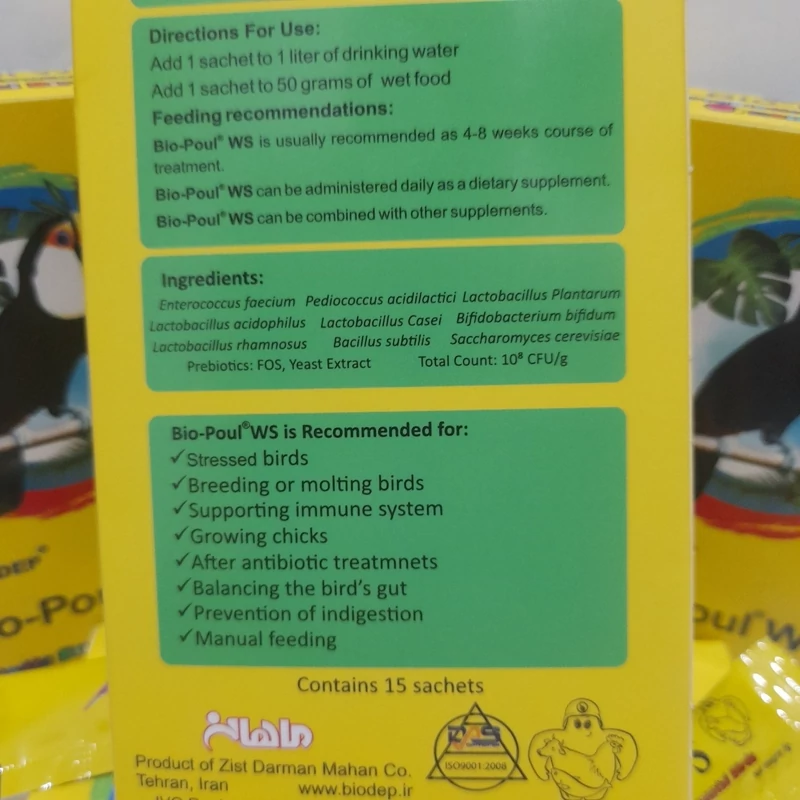 Directions For Use:
Add 1 sachet to 1 liter of drinking water
Add 1 sachet to 50 grams of wet food
Feeding recommendations:
Bio-Poul® WS is usually recommended as 4-8 weeks course of
treatment.
Bio-Poul® WS can be administered daily as a dietary supplement.
Bio-Poul® WS can be combined with other supplements.
Ingredients:
Enterococcus faecium Pediococcus acidilactici Lactobacillus Plantarum
Lactobacillus acidophilus Lactobacillus Casei Bifidobacterium bifidum
Lactobacillus rhamnosus Bacillus subtilis Saccharomyces cerevisiae
Prebiotics: FOS, Yeast Extract Total Count: 10⁸ CFU/g
Bio-Poul®WS is Recommended for:
✓Stressed birds
✓Breeding or molting birds
✓Supporting immune system
✓Growing chicks
✓After antibiotic treatmnets
✓Balancing the bird's gut
✓Prevention of indigestion
✓Manual feeding
Contains 15 sachets
ماهان
ISO9001:2008
Product of Zist Darman Mahan Co.
Tehran, Iran www.biodep.ir
DEP®
o-Po
oul® W